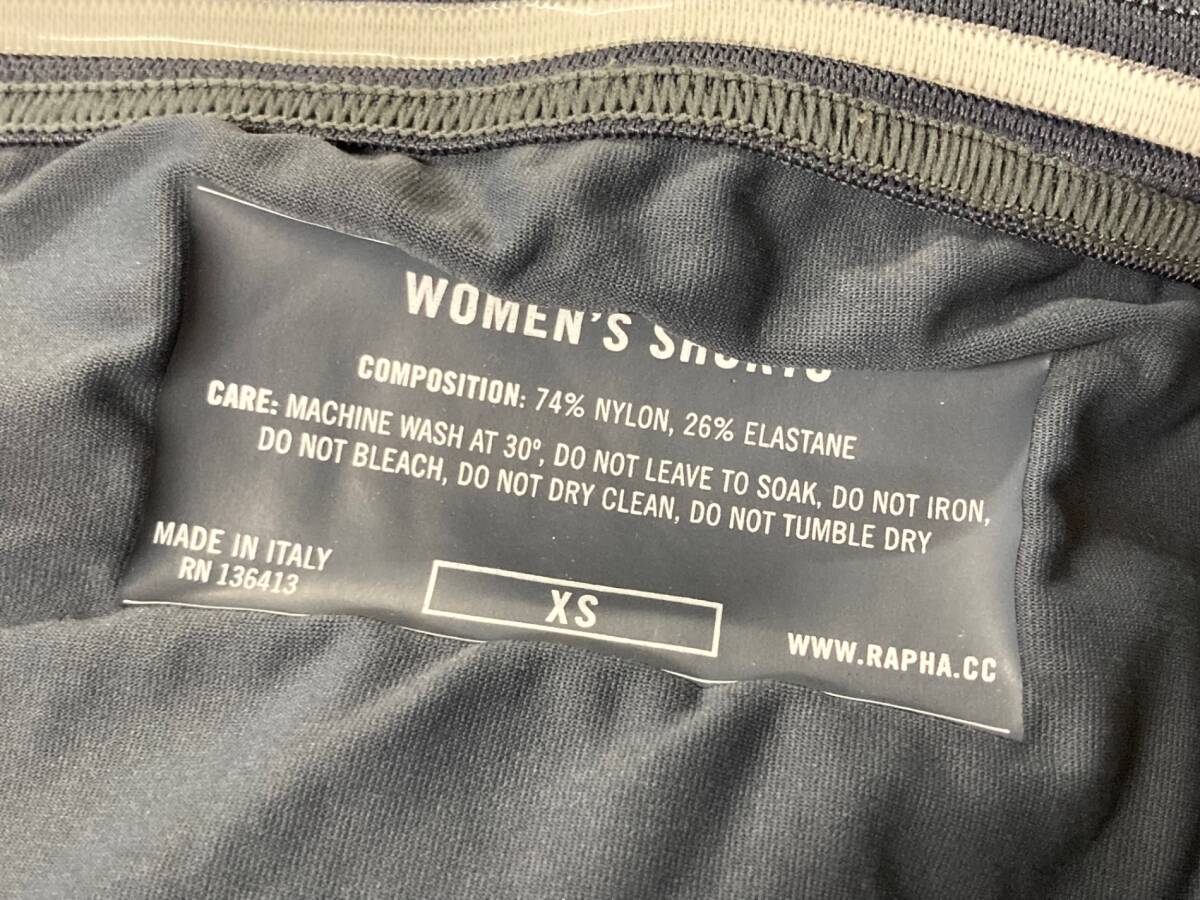 WOMEN'S SHORTS
COMPOSITION: 74% NYLON, 26% ELASTANE
CARE: MACHINE WASH AT 30º, DO NOT LEAVE TO SOAK, DO NOT IRON,
DO NOT BLEACH, DO NOT DRY CLEAN, DO NOT TUMBLE DRY
MADE IN ITALY
RN 136413
XS
WWW.RAPHA.CC